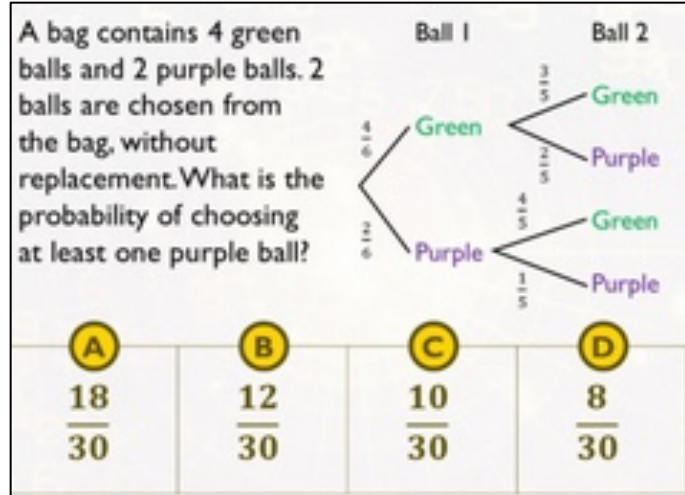 A bag contains 4 green
balls and 2 purple balls. 2
balls are chosen from
the bag, without
replacement. What is the
probability of choosing
at least one purple ball?
Ball 1
Ball 2
4/6
Green
3/5
Green
2/5
Purple
2/6
Purple
4/5
Green
1/5
Purple
A
B
C
D
18/30
12/30
10/30
8/30